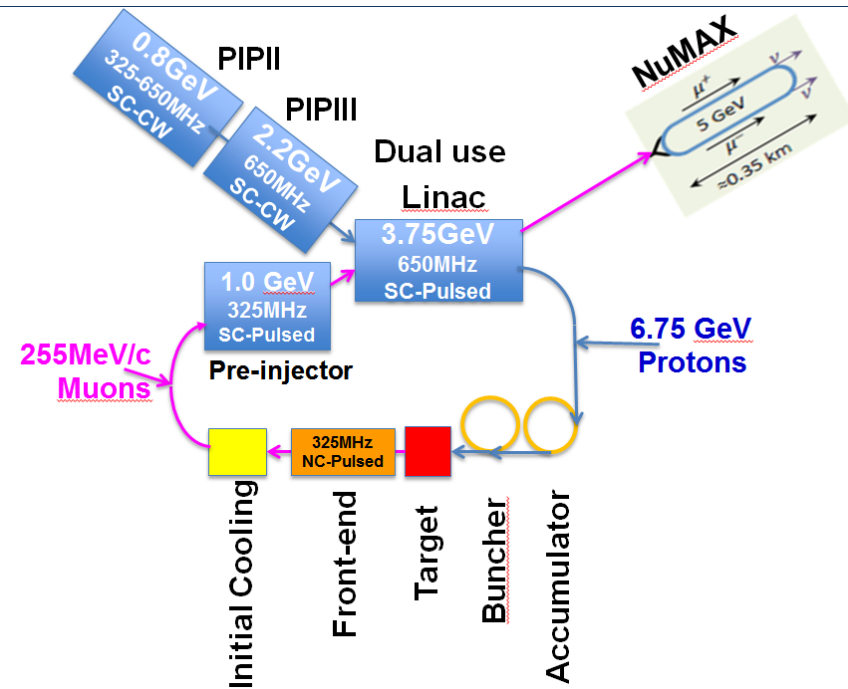 0.8GeV
325-650MHz
SC-CW
PIPII
2.2GeV
650MHz
SC-CW
PIPIII
Dual use
Linac
3.75GeV
650MHz
SC-Pulsed
NuMAX
μ⁺
5 GeV
μ⁻
ν
ν
≈0.35 km
1.0 GeV
325MHz
SC-Pulsed
Pre-injector
255MeV/c
Muons
6.75 GeV
Protons
325MHz
NC-Pulsed
Initial Cooling
Front-end
Target
Buncher
Accumulator